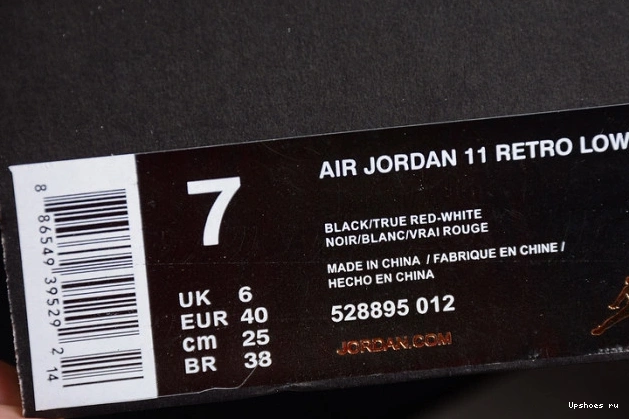 AIR JORDAN 11 RETRO LOW
7
BLACK/TRUE RED-WHITE
NOIR/BLANC/VRAI ROUGE
MADE IN CHINA / FABRIQUE EN CHINE /
HECHO EN CHINA
UK 6
EUR 40
cm 25
BR 38
528895 012
JORDAN.COM
8 86549 39529 2 14
Upshoes ru